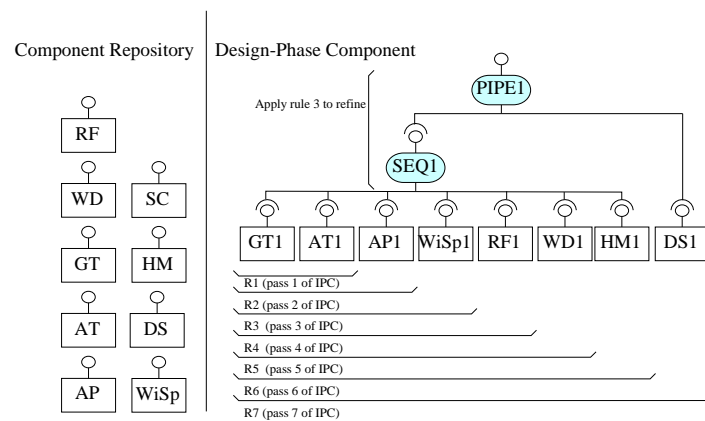 Component Repository
Design-Phase Component
PIPE1
Apply rule 3 to refine
RF
SEQ1
WD SC
GT HM
GT1 AT1 AP1 WiSp1 RF1 WD1 HM1 DS1
R1 (pass 1 of IPC)
R2 (pass 2 of IPC)
AT DS
R3 (pass 3 of IPC)
R4 (pass 4 of IPC)
R5 (pass 5 of IPC)
AP WiSp
R6 (pass 6 of IPC)
R7 (pass 7 of IPC)